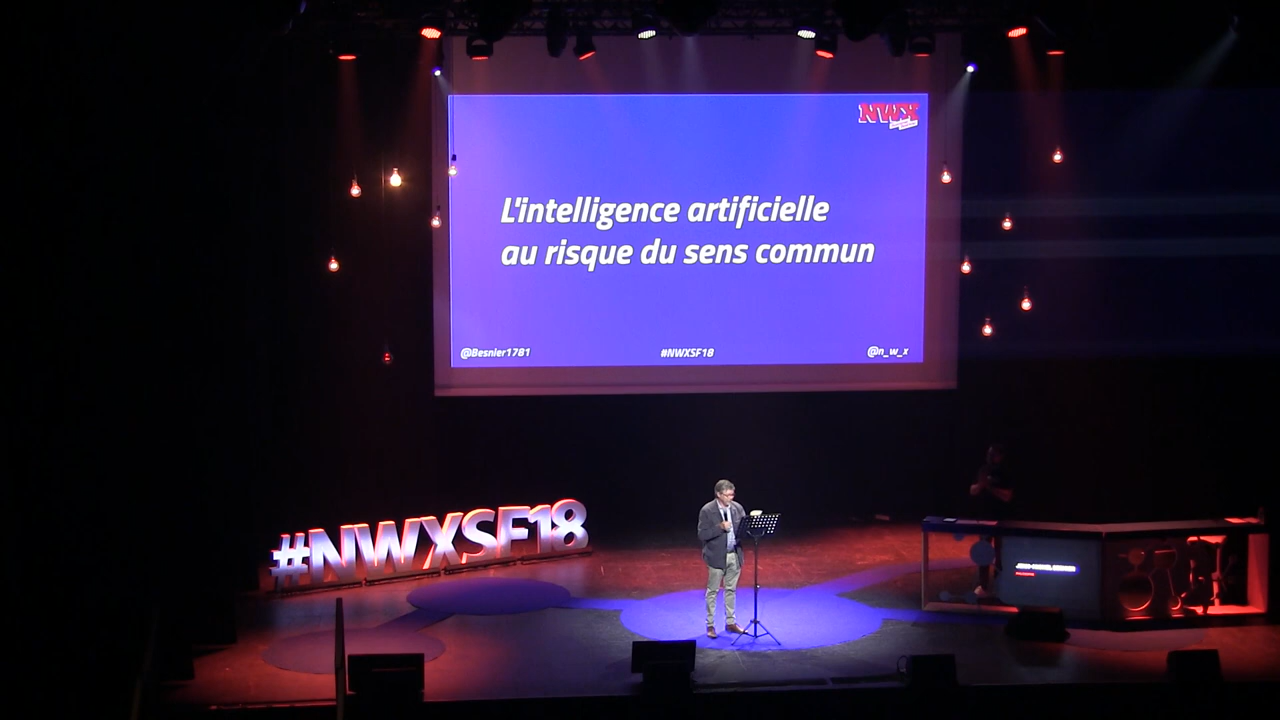 NWX
L'intelligence artificielle
au risque du sens commun
@Besnier1781
#NWXSF18
@n_w_x
#NWXSF18